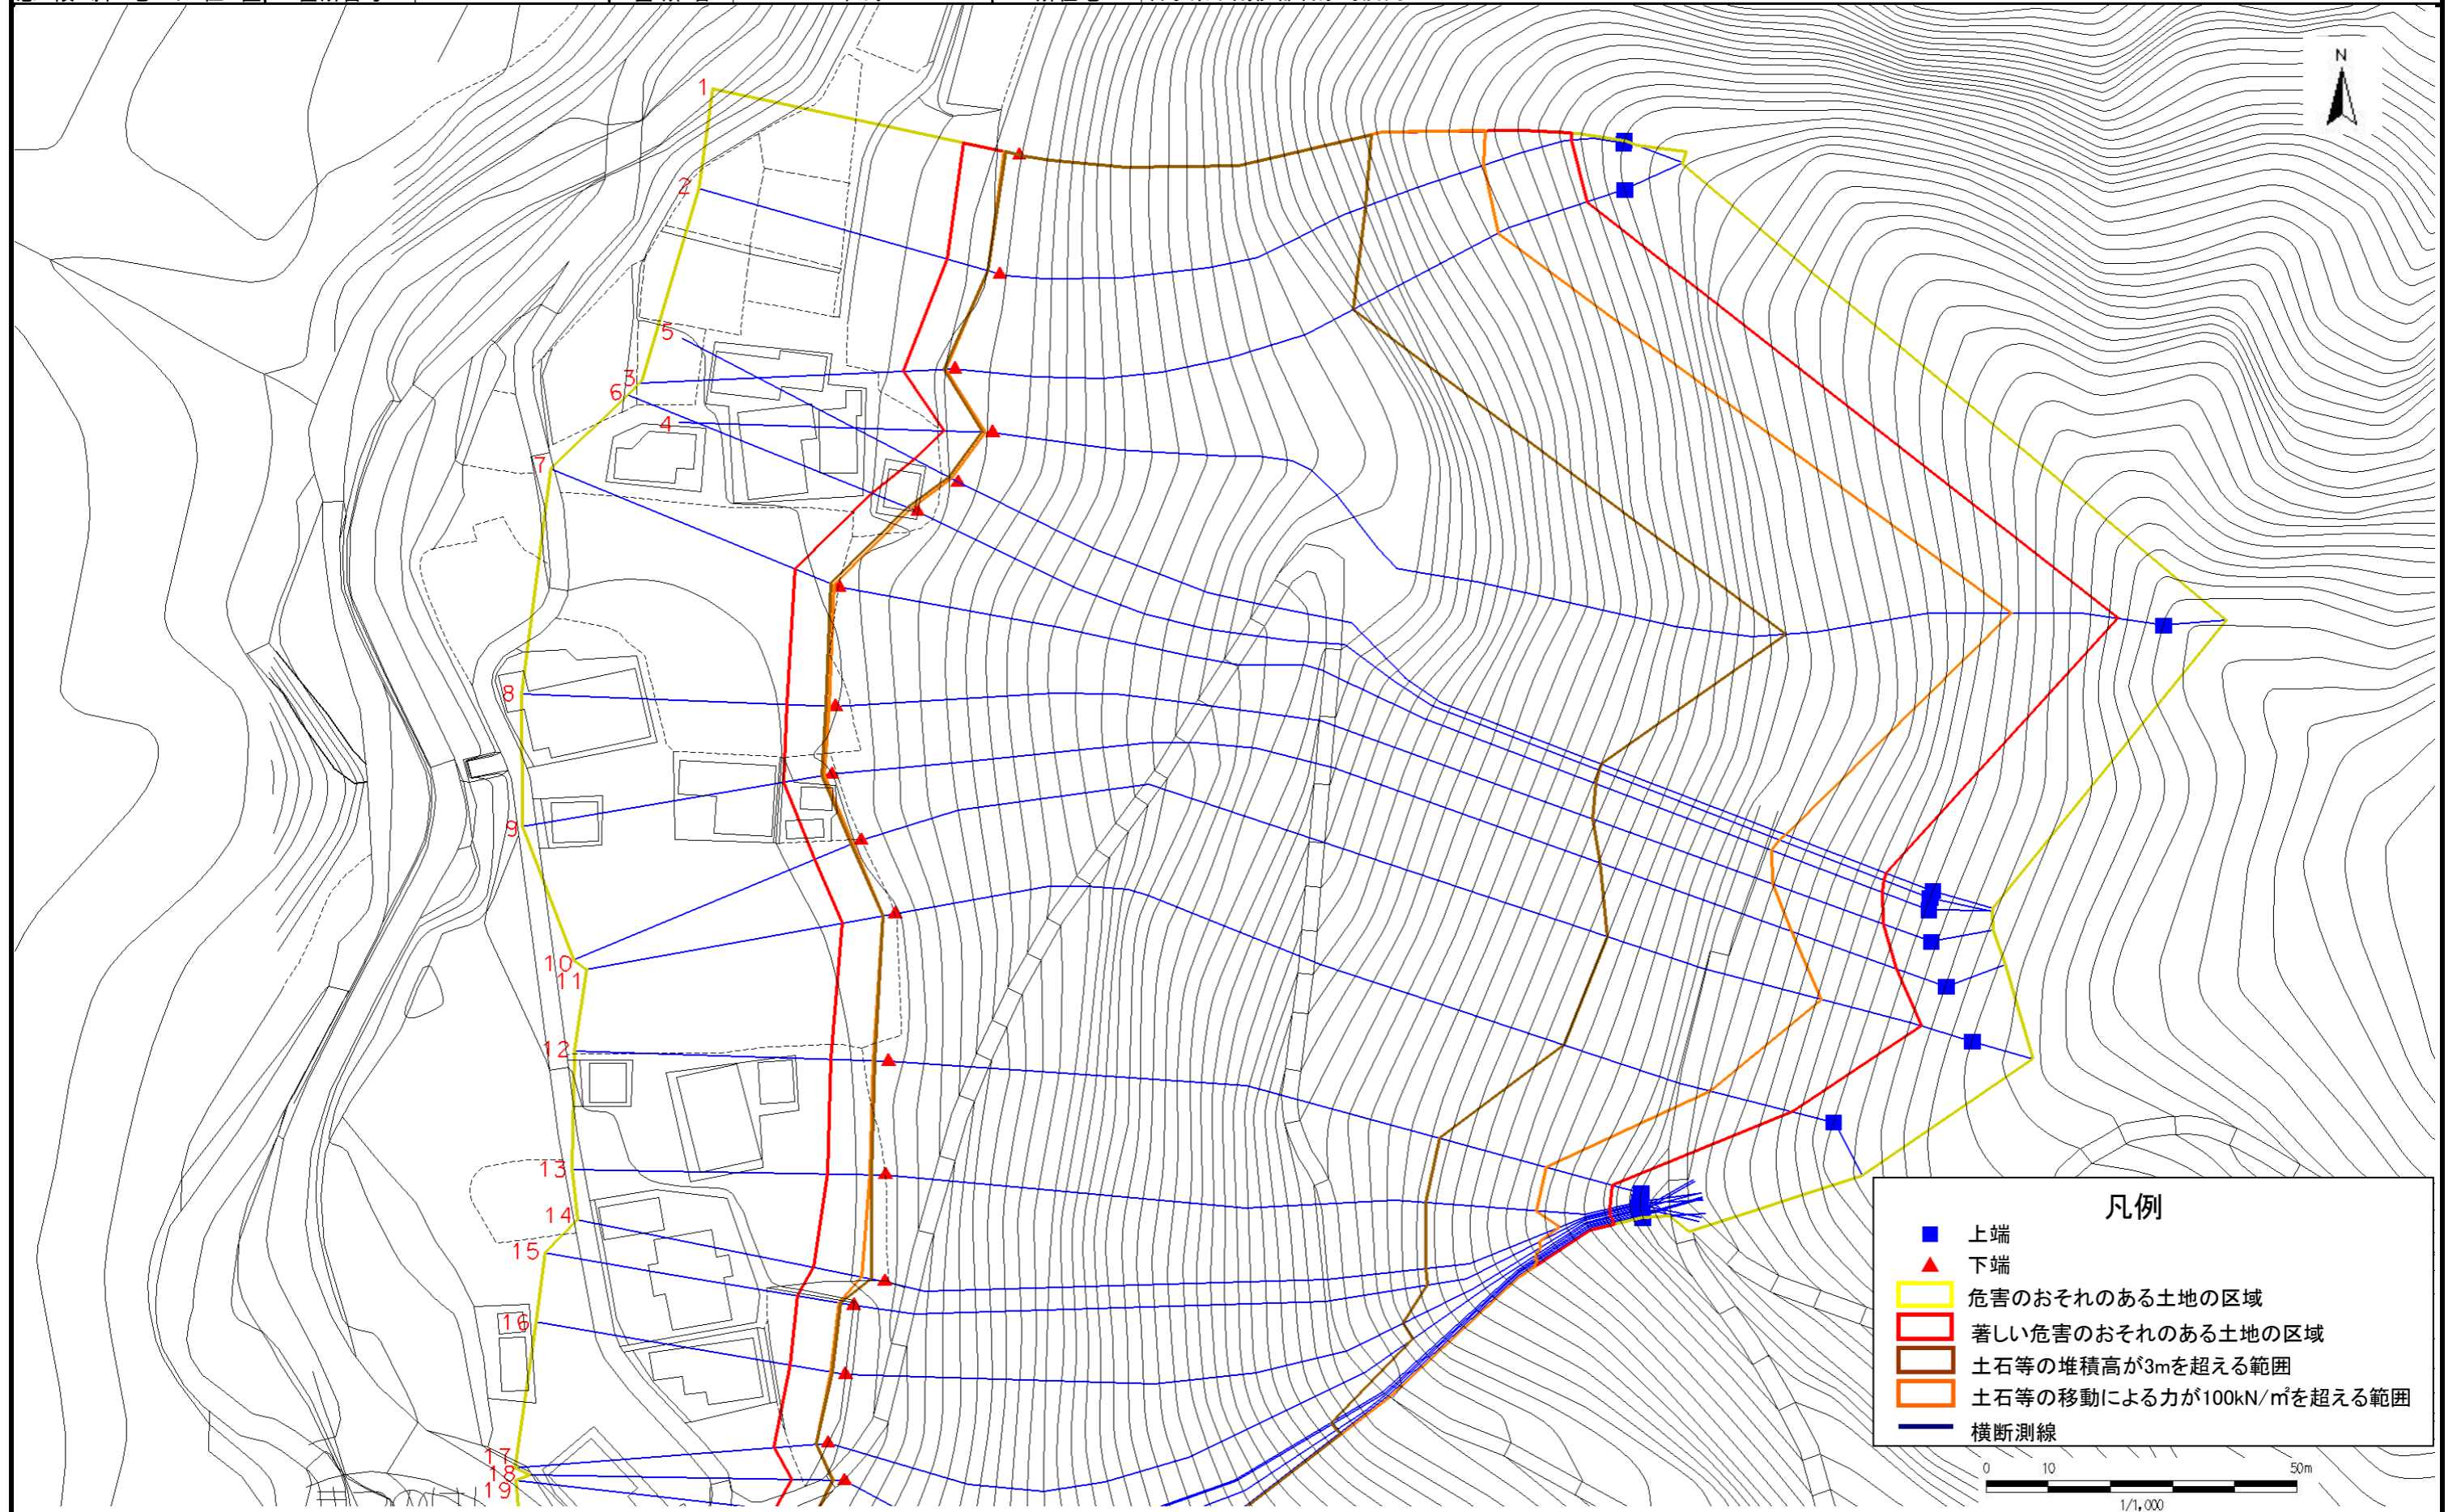 N
1
2
5
3
6
4
7
8
9
10
11
12
13
14
15
16
17
18
19
凡例
上端
下端
危害のおそれのある土地の区域
著しい危害のおそれのある土地の区域
土石等の堆積高が3mを超える範囲
土石等の移動による力が100kN/㎡を超える範囲
横断測線
0 10 50m
1/1,000